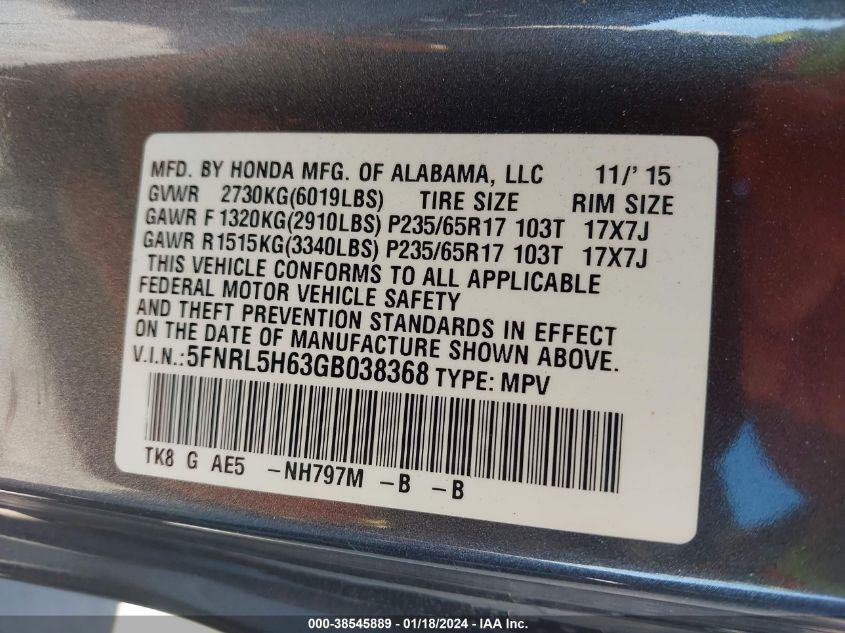 MFD. BY HONDA MFG. OF ALABAMA, LLC 11/' 15
GVWR 2730KG(6019LBS) TIRE SIZE RIM SIZE
GAWR F 1320KG(2910LBS) P235/65R17 103T 17X7J
GAWR R1515KG(3340LBS) P235/65R17 103T 17X7J
THIS VEHICLE CONFORMS TO ALL APPLICABLE
FEDERAL MOTOR VEHICLE SAFETY
AND THEFT PREVENTION STANDARDS IN EFFECT
ON THE DATE OF MANUFACTURE SHOWN ABOVE.
V.I.N.:5FNRL5H63GB038368 TYPE: MPV
TK8 G AE5 -NH797M -B -B
000-38545889 - 01/18/2024 - IAA Inc.